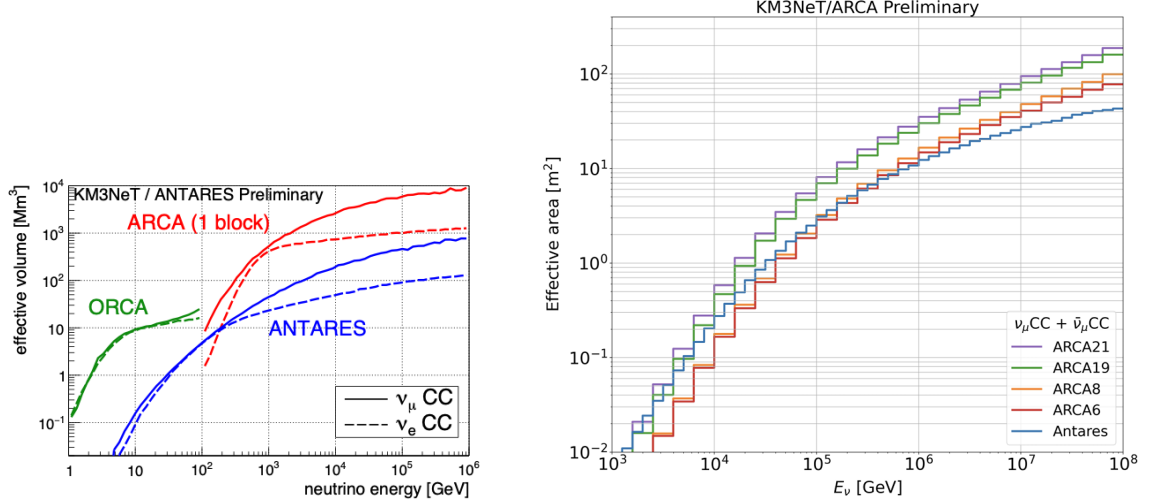 KM3NeT / ANTARES Preliminary
ARCA (1 block)
ORCA
ANTARES
ν_μ CC
ν_e CC
effective volume [Mm³]
10⁴
10³
10²
10
1
10⁻¹
1
10
10²
10³
10⁴
10⁵
10⁶
neutrino energy [GeV]
KM3NeT/ARCA Preliminary
Effective area [m²]
10²
10¹
10⁰
10⁻¹
10⁻²
ν_μCC + ν̄_μCC
ARCA21
ARCA19
ARCA8
ARCA6
Antares
10³
10⁴
10⁵
10⁶
10⁷
10⁸
E_ν [GeV]